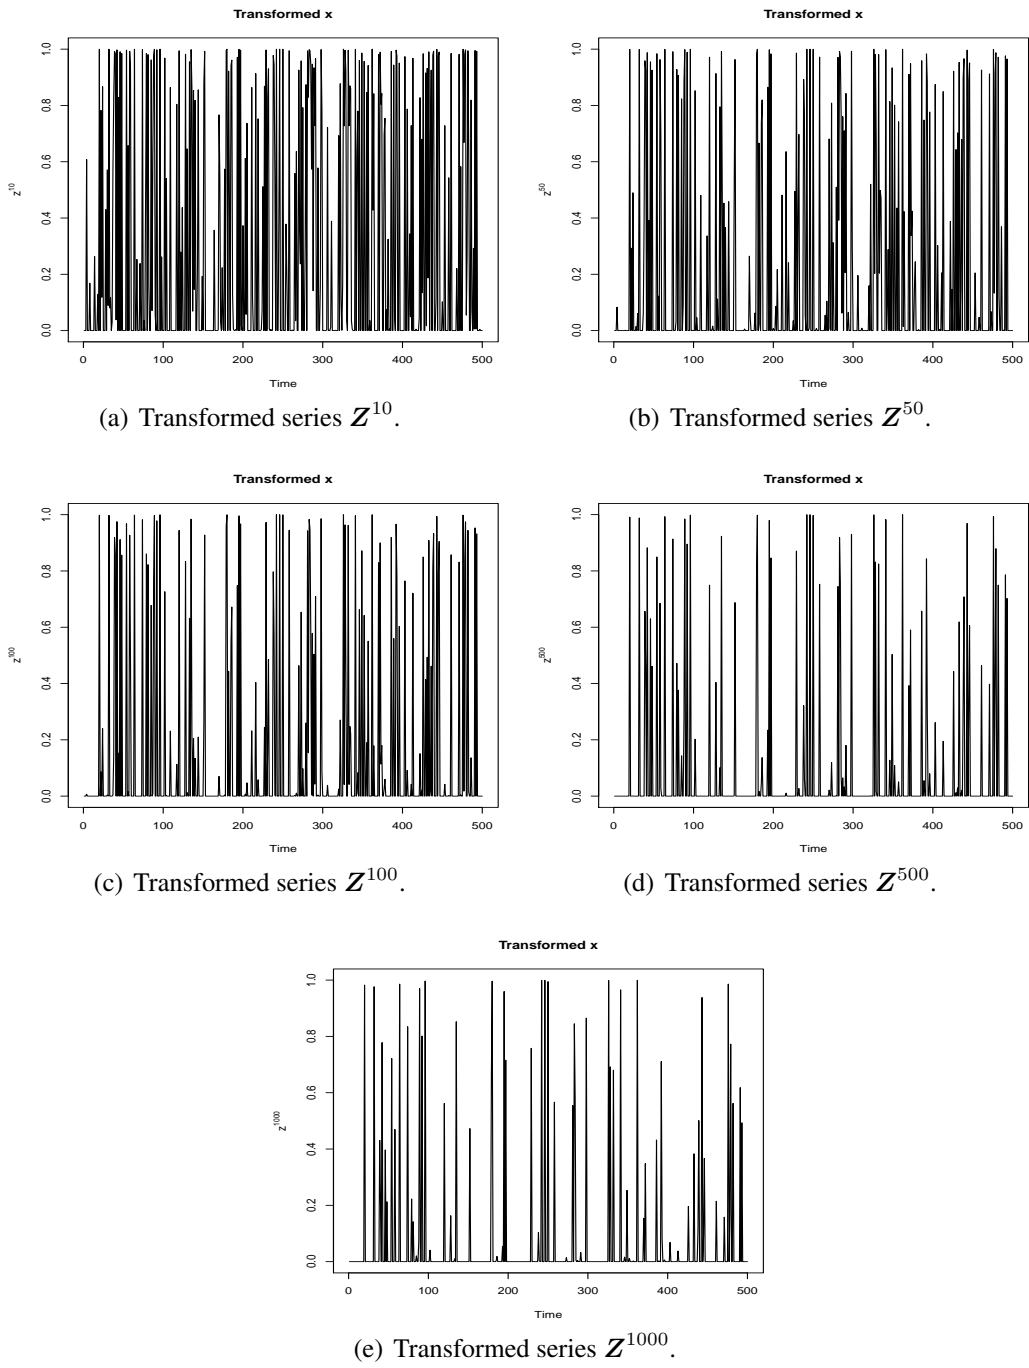 Transformed x
Transformed x
1.0
0.8
0.6
0.4
0.2
0.0
z^10
0 100 200 300 400 500
Time
1.0
0.8
0.6
0.4
0.2
0.0
z^50
0 100 200 300 400 500
Time
(a) Transformed series Z^10.
(b) Transformed series Z^50.
Transformed x
Transformed x
1.0
0.8
0.6
0.4
0.2
0.0
z^100
0 100 200 300 400 500
Time
1.0
0.8
0.6
0.4
0.2
0.0
z^500
0 100 200 300 400 500
Time
(c) Transformed series Z^100.
(d) Transformed series Z^500.
Transformed x
1.0
0.8
0.6
0.4
0.2
0.0
z^1000
0 100 200 300 400 500
Time
(e) Transformed series Z^1000.